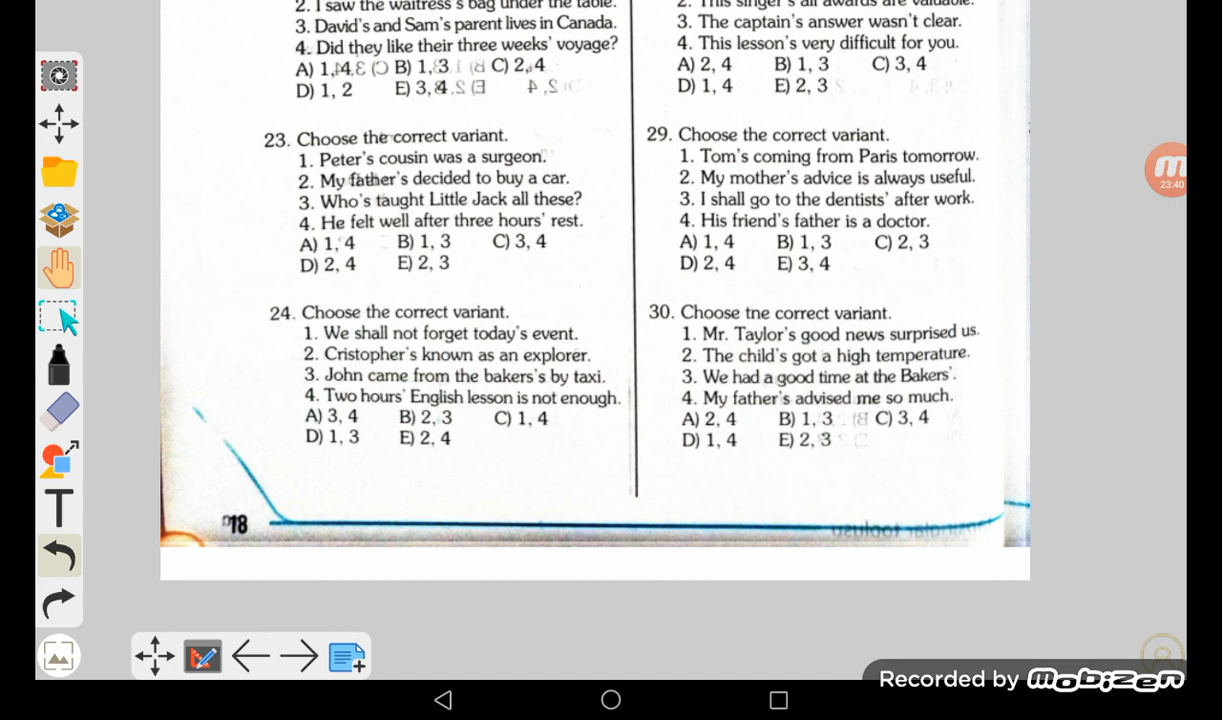 2. I saw the waitress's bag under the table.
3. David's and Sam's parent lives in Canada.
4. Did they like their three weeks' voyage?
A) 1, 4 B) 1, 3 C) 2, 4
D) 1, 2 E) 3, 4
23. Choose the correct variant.
1. Peter's cousin was a surgeon.
2. My father's decided to buy a car.
3. Who's taught Little Jack all these?
4. He felt well after three hours' rest.
A) 1, 4 B) 1, 3 C) 3, 4
D) 2, 4 E) 2, 3
24. Choose the correct variant.
1. We shall not forget today's event.
2. Cristopher's known as an explorer.
3. John came from the bakers's by taxi.
4. Two hours' English lesson is not enough.
A) 3, 4 B) 2, 3 C) 1, 4
D) 1, 3 E) 2, 4
2. This singer's all awards are valuable.
3. The captain's answer wasn't clear.
4. This lesson's very difficult for you.
A) 2, 4 B) 1, 3 C) 3, 4
D) 1, 4 E) 2, 3
29. Choose the correct variant.
1. Tom's coming from Paris tomorrow.
2. My mother's advice is always useful.
3. I shall go to the dentists' after work.
4. His friend's father is a doctor.
A) 1, 4 B) 1, 3 C) 2, 3
D) 2, 4 E) 3, 4
30. Choose tne correct variant.
1. Mr. Taylor's good news surprised us.
2. The child's got a high temperature.
3. We had a good time at the Bakers'.
4. My father's advised me so much.
A) 2, 4 B) 1, 3 C) 3, 4
D) 1, 4 E) 2, 3
18
23:40
T
Recorded by Mobizen